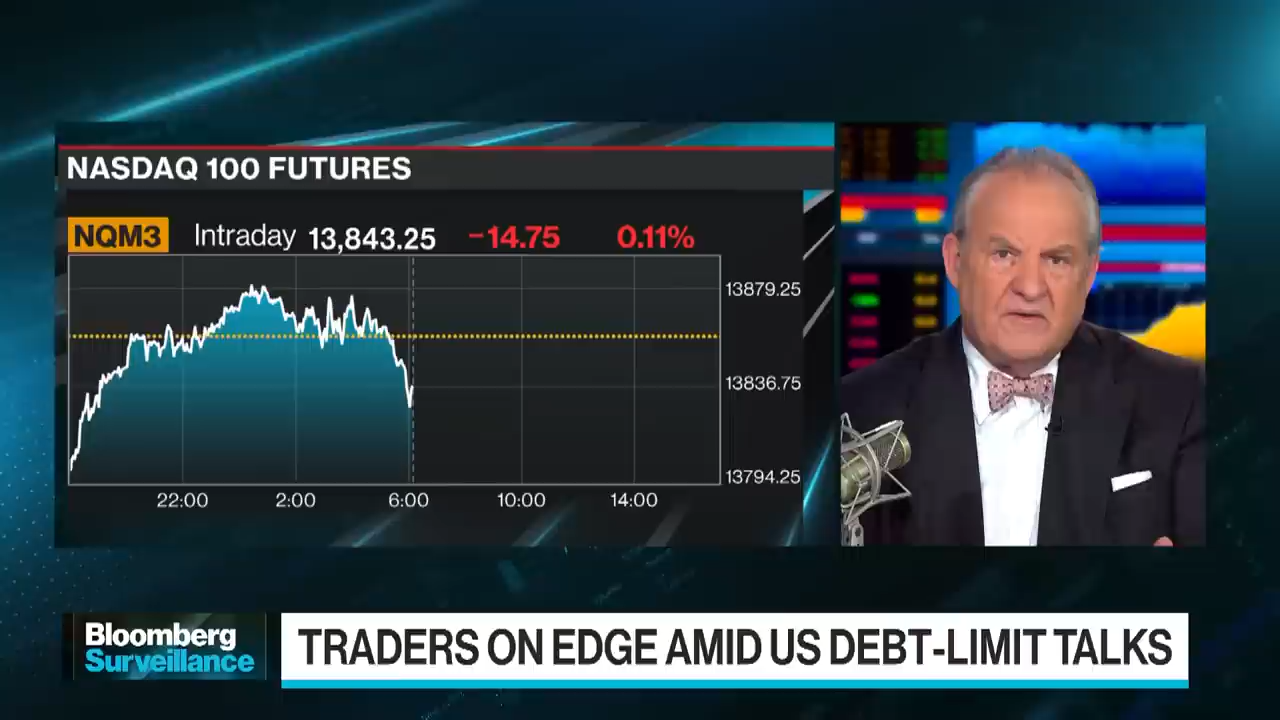 NASDAQ 100 FUTURES
NQM3 Intraday 13,843.25 -14.75 0.11%
13879.25
13836.75
13794.25
22:00 2:00 6:00 10:00 14:00
Bloomberg
Surveillance
TRADERS ON EDGE AMID US DEBT-LIMIT TALKS